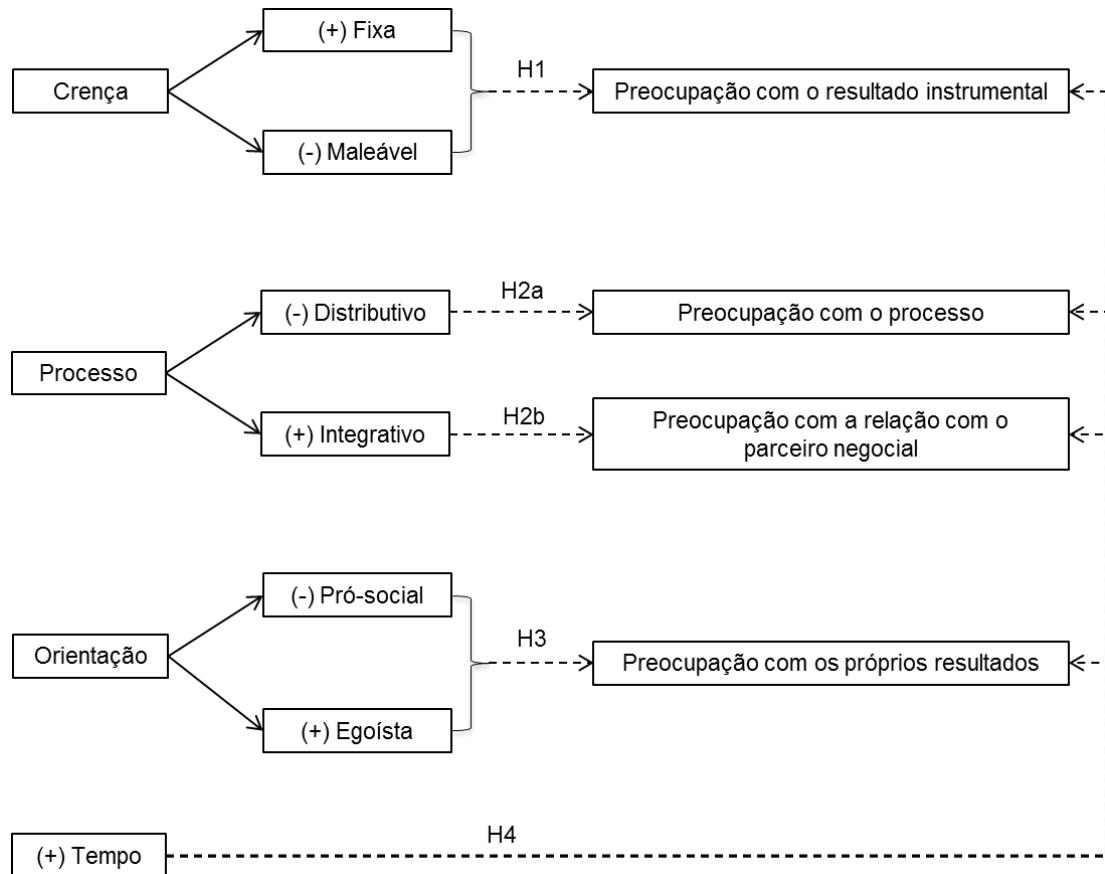 (+) Fixa
H1
Crença
Preocupação com o resultado instrumental
(-) Maleável
H2a
(-) Distributivo
Preocupação com o processo
Processo
H2b
(+) Integrativo
Preocupação com a relação com o
parceiro negocial
(-) Pró-social
H3
Orientação
Preocupação com os próprios resultados
(+) Egoísta
H4
(+) Tempo